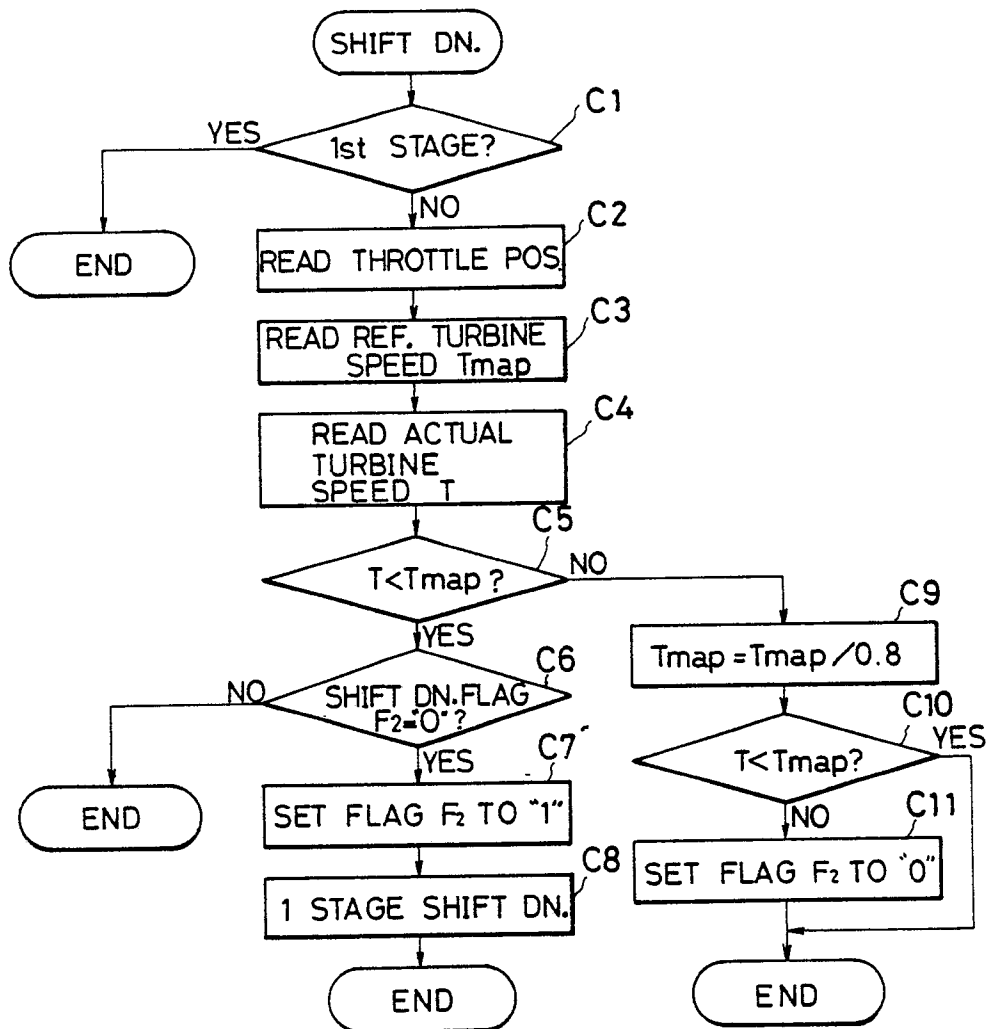 SHIFT DN.
C1
YES
1st STAGE?
NO
C2
END
READ THROTTLE POS.
C3
READ REF. TURBINE
SPEED Tmap
C4
READ ACTUAL
TURBINE
SPEED T
C5
T<Tmap?
NO
C9
YES
Tmap=Tmap/0.8
C6
NO
SHIFT DN.FLAG
F2="0"?
C10
YES
T<Tmap?
YES
C7
SET FLAG F2 TO "1"
NO
C11
END
SET FLAG F2 TO "0"
C8
1 STAGE SHIFT DN.
END
END